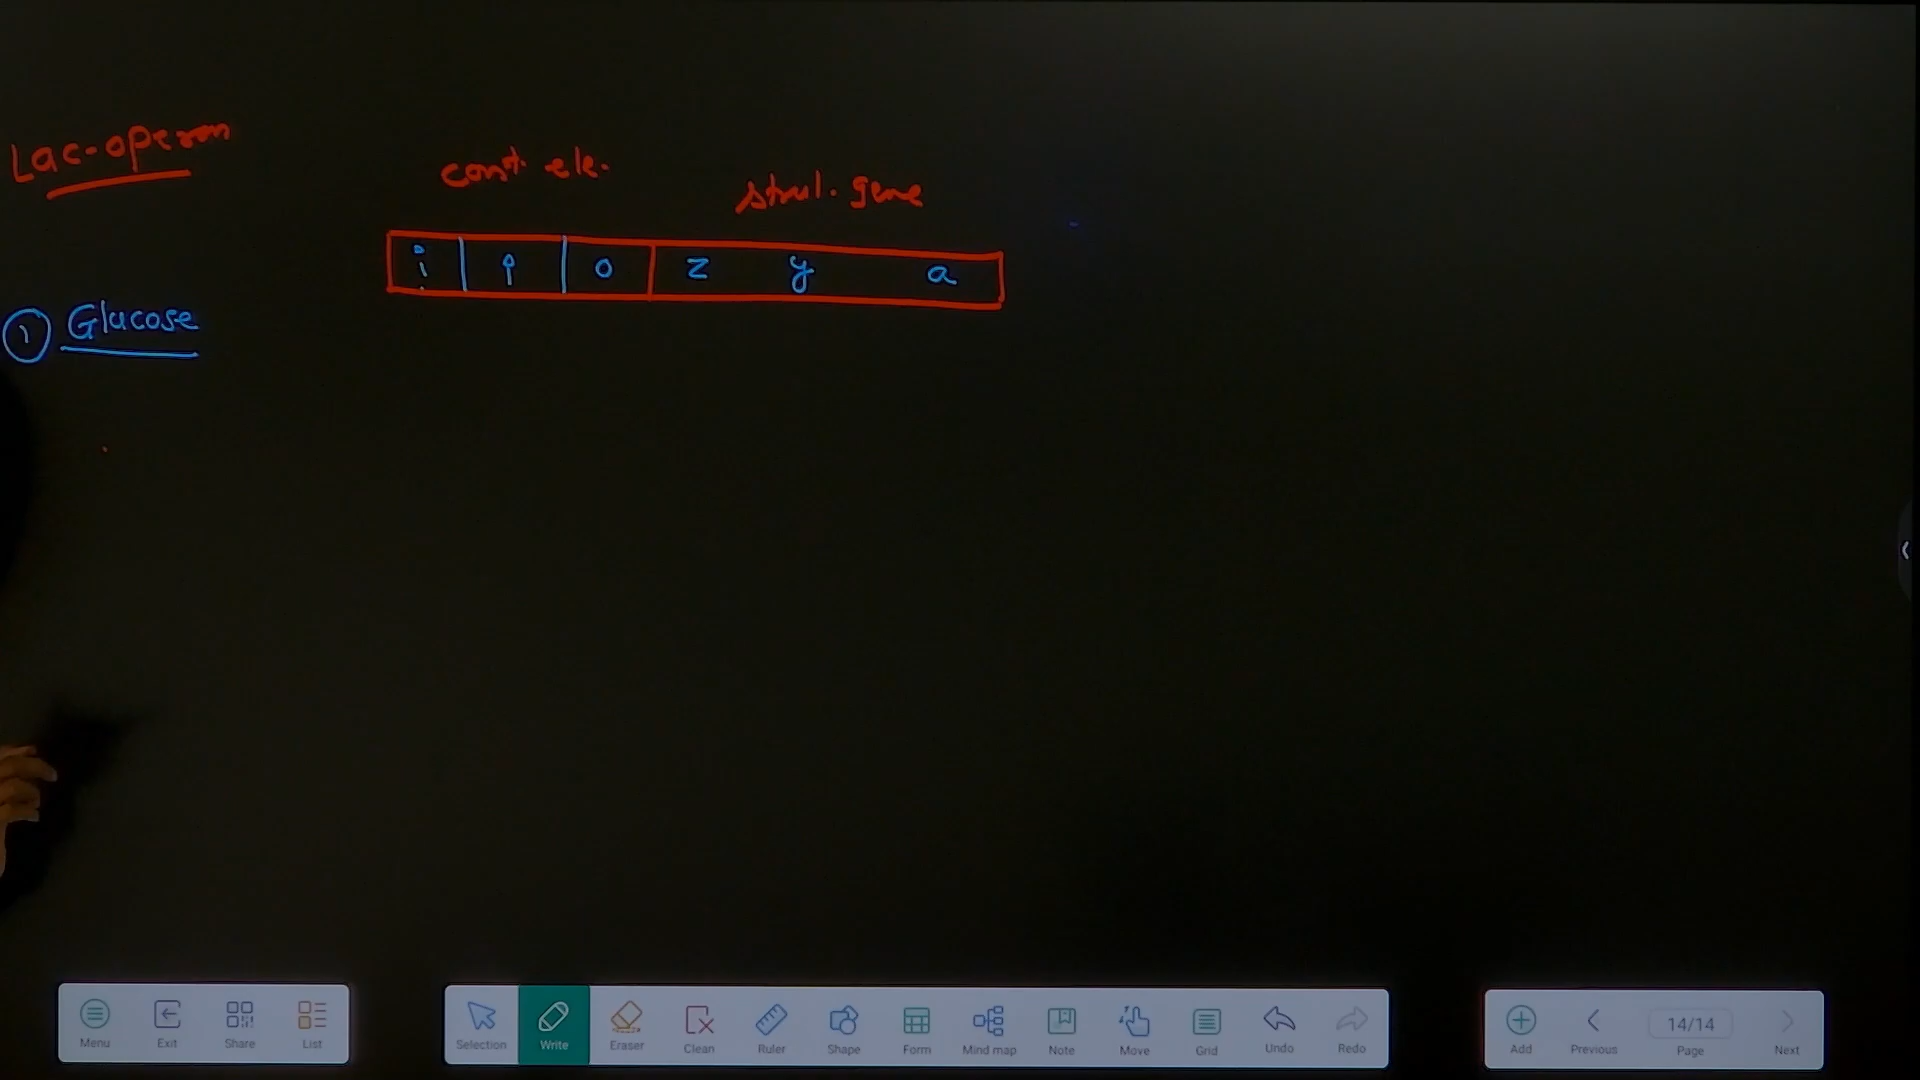 Lac-operon
cont. ele.
strul. gene
i p o z y a
1 Glucose
Menu Exit Share List
Selection Write Eraser Clean Ruler Shape Form Mind map Note Move Grid Undo Redo
14/14
Add Previous Page Next